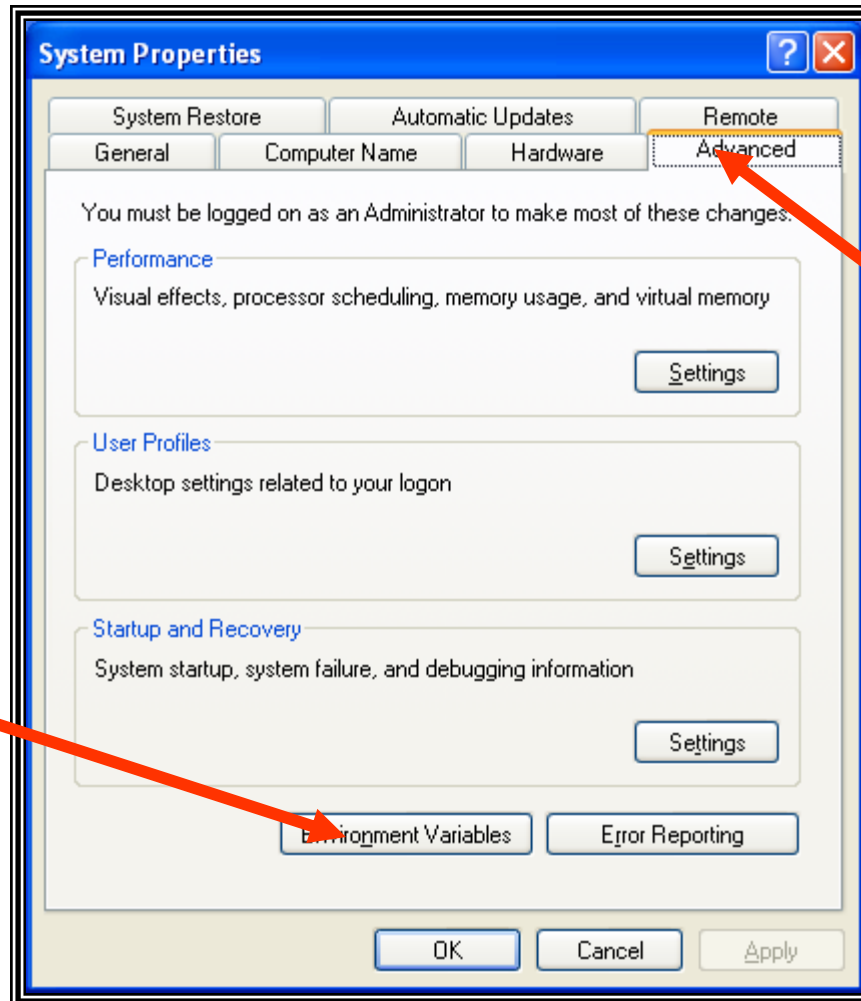 System Properties
System Restore Automatic Updates Remote
General Computer Name Hardware Advanced
You must be logged on as an Administrator to make most of these changes.
Performance
Visual effects, processor scheduling, memory usage, and virtual memory
Settings
User Profiles
Desktop settings related to your logon
Settings
Startup and Recovery
System startup, system failure, and debugging information
Settings
Environment Variables Error Reporting
OK Cancel Apply